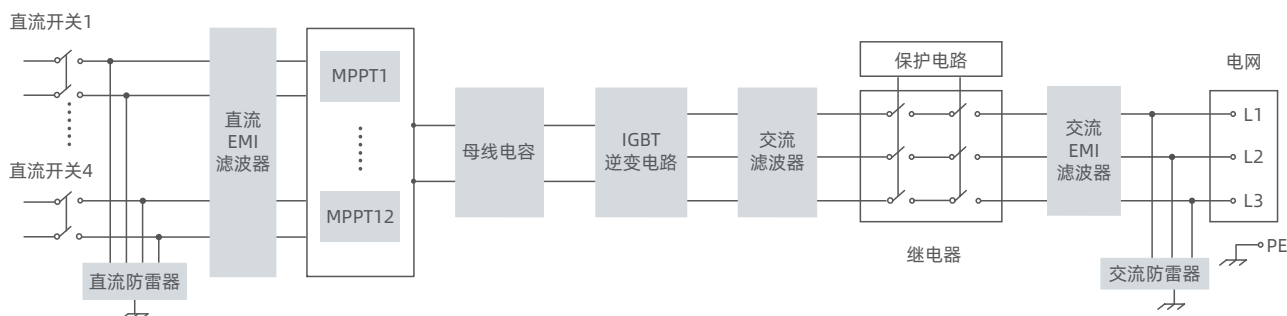 直流开关1
直流开关4
直流防雷器
直流
EMI
滤波器
MPPT1
MPPT12
母线电容
IGBT
逆变电路
交流
滤波器
保护电路
继电器
交流
EMI
滤波器
电网
L1
L2
L3
PE
交流防雷器